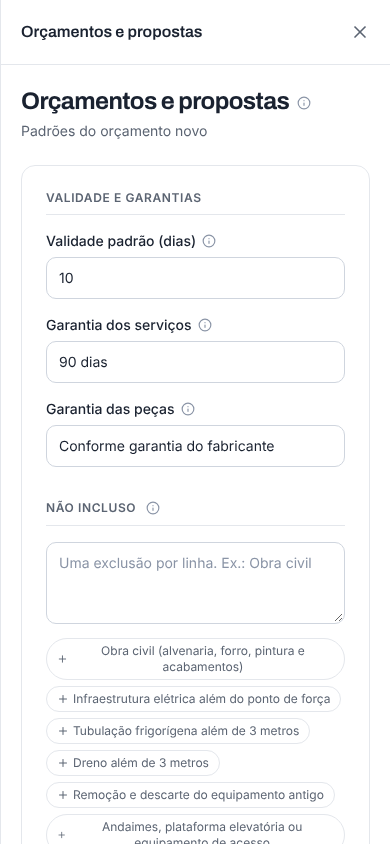 Orçamentos e propostas
Orçamentos e propostas
Padrões do orçamento novo
VALIDADE E GARANTIAS
Validade padrão (dias)
10
Garantia dos serviços
90 dias
Garantia das peças
Conforme garantia do fabricante
NÃO INCLUSO
Uma exclusão por linha. Ex.: Obra civil
+ Obra civil (alvenaria, forro, pintura e
acabamentos)
+ Infraestrutura elétrica além do ponto de força
+ Tubulação frigorígena além de 3 metros
+ Dreno além de 3 metros
+ Remoção e descarte do equipamento antigo
+ Andaimes, plataforma elevatória ou
equipamento de acesso